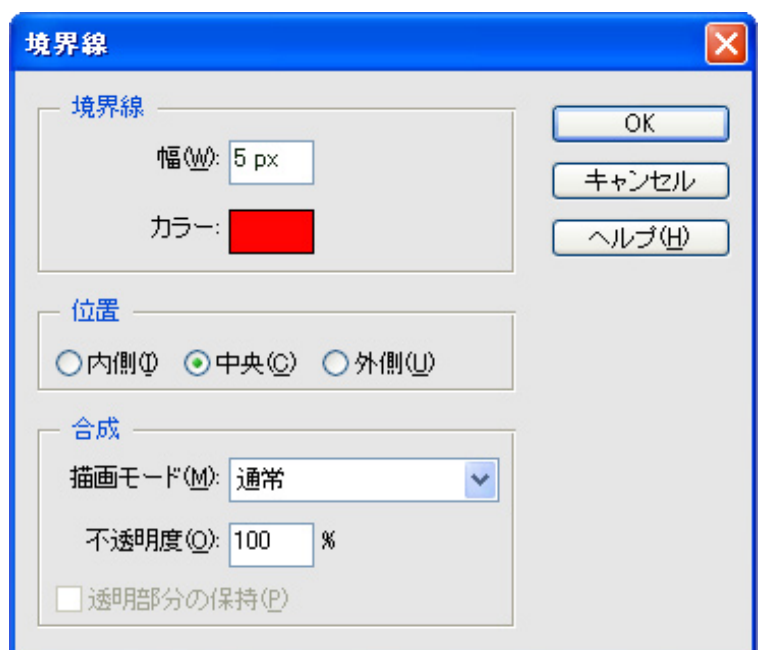 境界線
境界線
幅(W): 5 px
カラー:
OK
キャンセル
ヘルプ(H)
位置
内側(I) 中央(C) 外側(U)
合成
描画モード(M): 通常
不透明度(O): 100 %
透明部分の保持(P)